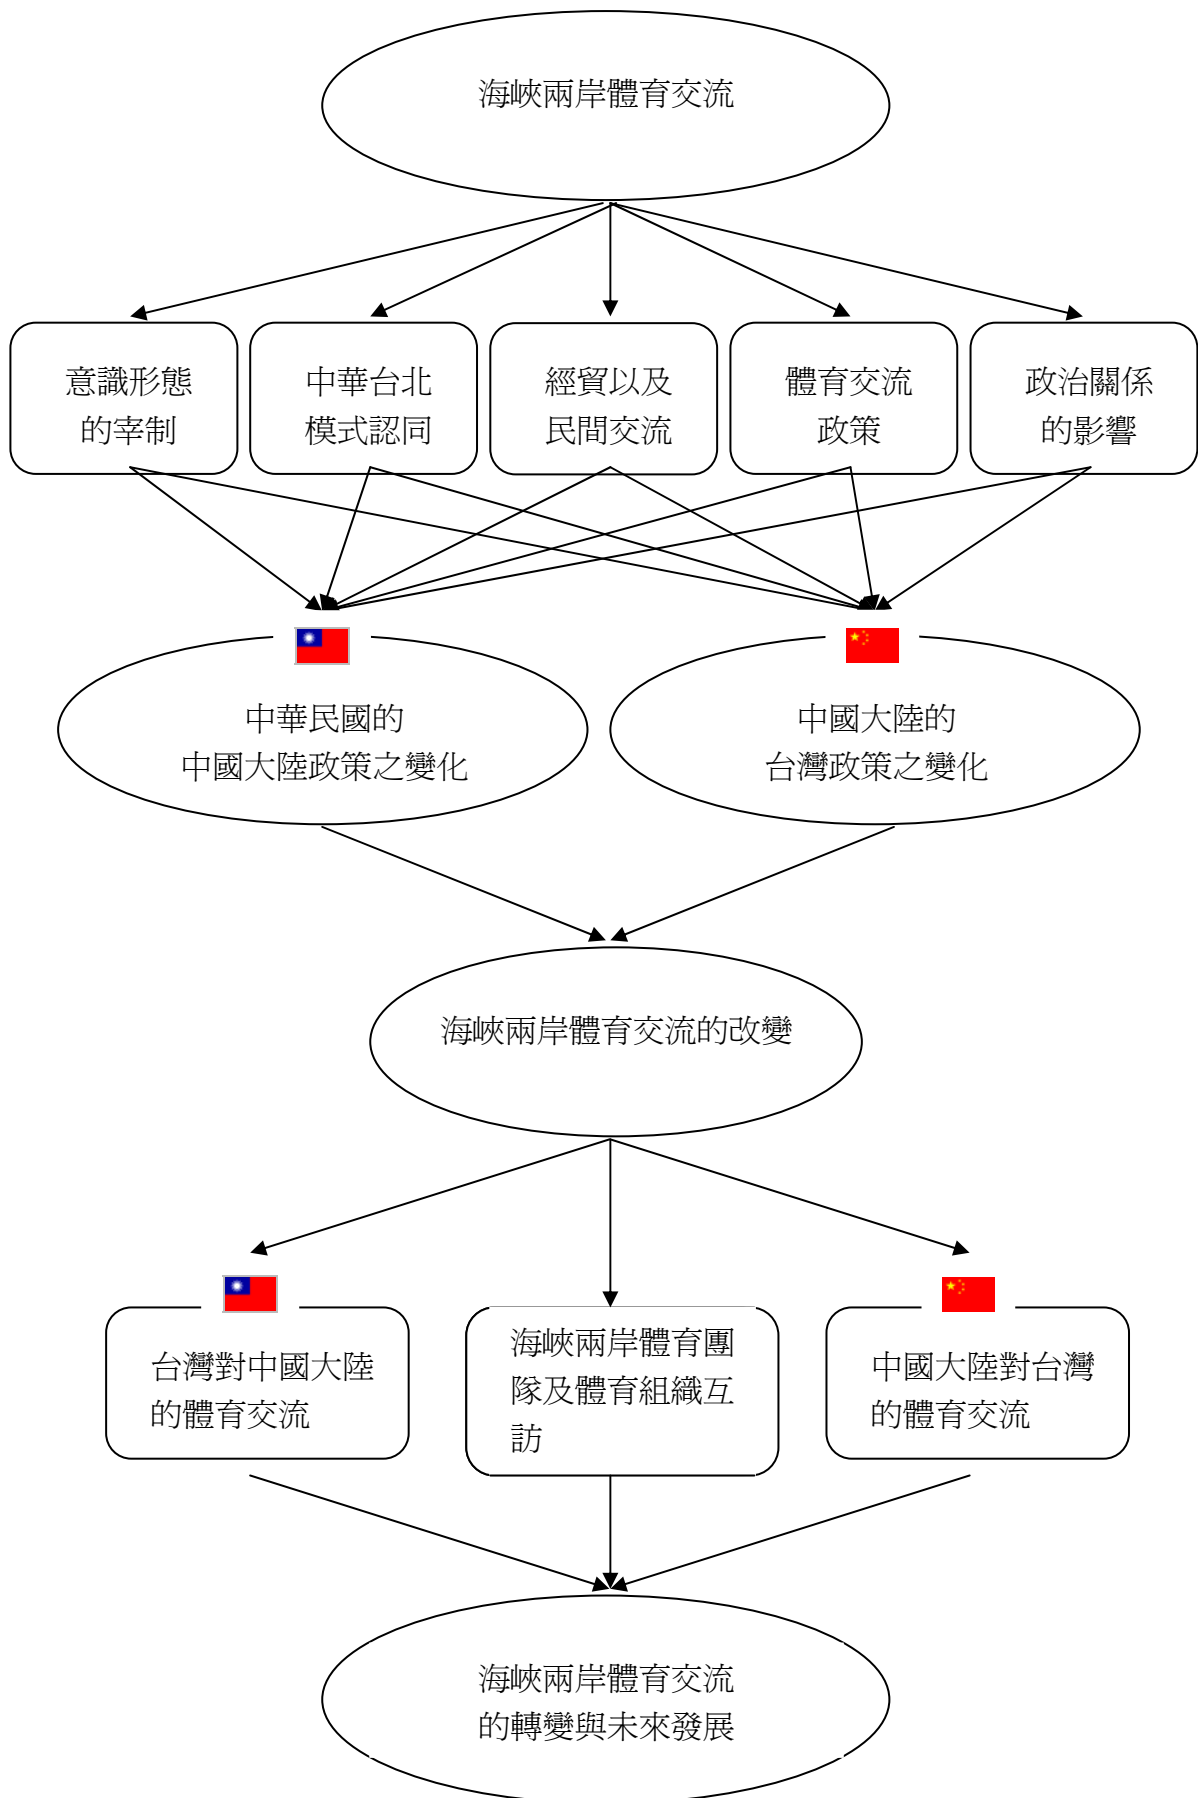 海峽兩岸體育交流
意識形態
的宰制
中華台北
模式認同
經貿以及
民間交流
體育交流
政策
政治關係
的影響
中華民國的
中國大陸政策之變化
中國大陸的
台灣政策之變化
海峽兩岸體育交流的改變
台灣對中國大陸
的體育交流
海峽兩岸體育團
隊及體育組織互
訪
中國大陸對台灣
的體育交流
海峽兩岸體育交流
的轉變與未來發展